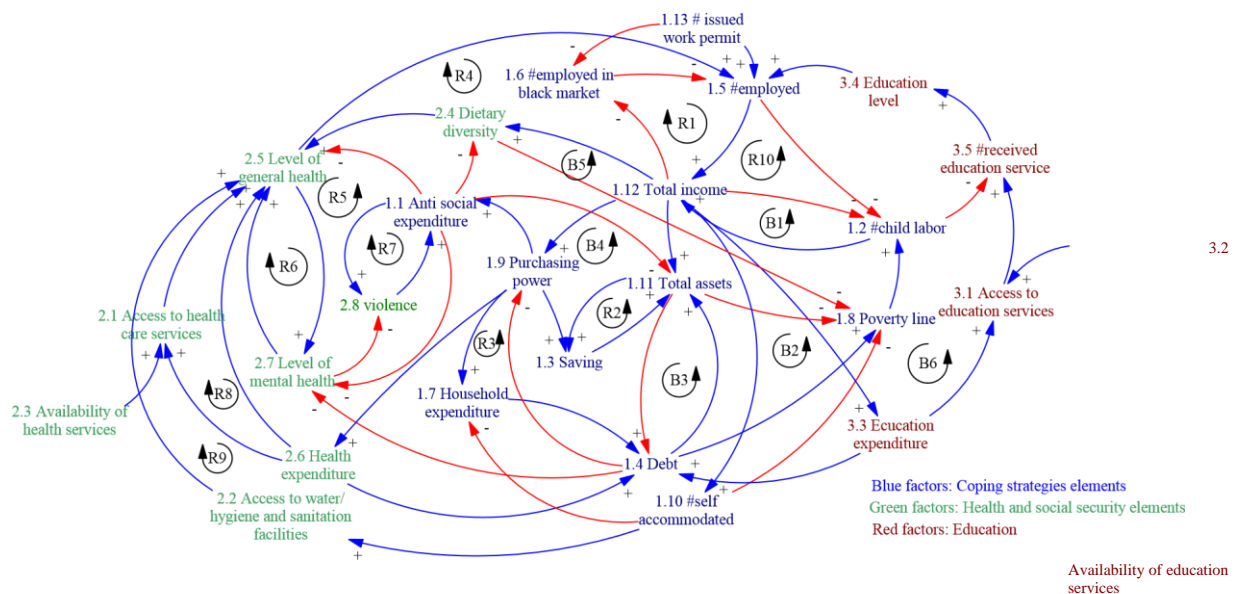 1.13 # issued
work permit
-
-
+
+
+
R4
1.6 #employed in
black market
1.5 #employed
3.4 Education
level
+
2.4 Dietary
diversity
+
-
R1
R10
3.5 #received
education service
-
+
2.5 Level of
general health
+
-
+
+
+
+
R5
-
B5
+
1.12 Total income
+
-
-
1.1 Anti social
expenditure
+
B1
1.2 #child labor
+
3.2
R7
B4
+
1.9 Purchasing
power
-
+
-
1.11 Total assets
+
+
R6
+
2.8 violence
+
-
3.1 Access to
education services
+
+
2.1 Access to health
care services
+
+
-
R2
+
-
-
1.8 Poverty line
+
-
R3
1.3 Saving
B2
B6
2.7 Level of
mental health
+
-
-
B3
R8
+
1.7 Household
expenditure
-
2.3 Availability of
health services
+
3.3 Ecucation
expenditure
R9
2.6 Health
expenditure
+
+
-
1.4 Debt
+
+
+
+
2.2 Access to water/
hygiene and sanitation
facilities
+
1.10 #self
accommodated
Blue factors: Coping strategies elements
Green factors: Health and social security elements
Red factors: Education
Availability of education
services